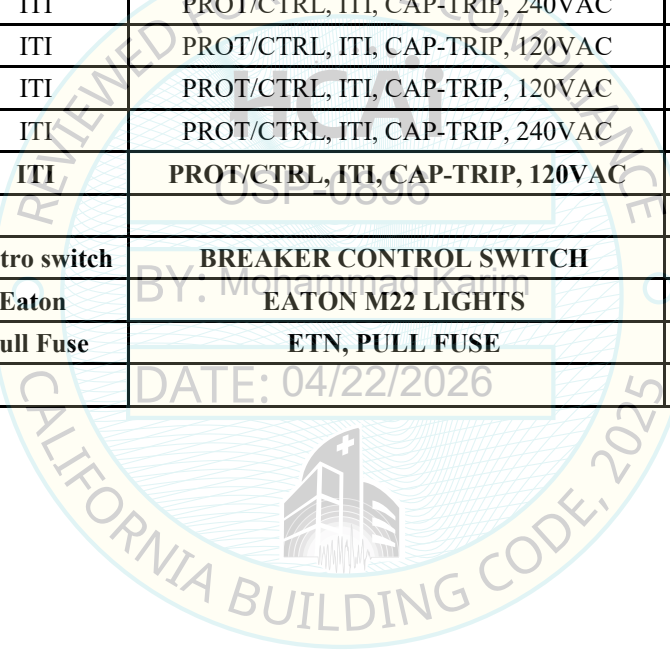 ITI PROT/CTRL, ITI, CAP-TRIP, 240VAC
ITI PROT/CTRL, ITI, CAP-TRIP, 120VAC
ITI PROT/CTRL, ITI, CAP-TRIP, 120VAC
ITI PROT/CTRL, ITI, CAP-TRIP, 240VAC
ITI PROT/CTRL, ITI, CAP-TRIP, 120VAC
tro switch BREAKER CONTROL SWITCH
Eaton EATON M22 LIGHTS
ull Fuse ETN, PULL FUSE
REVIEWED FOR CODE COMPLIANCE
HCAi
OSP-0896
BY: Mohammad Karim
DATE: 04/22/2026
CALIFORNIA BUILDING CODE, 2025